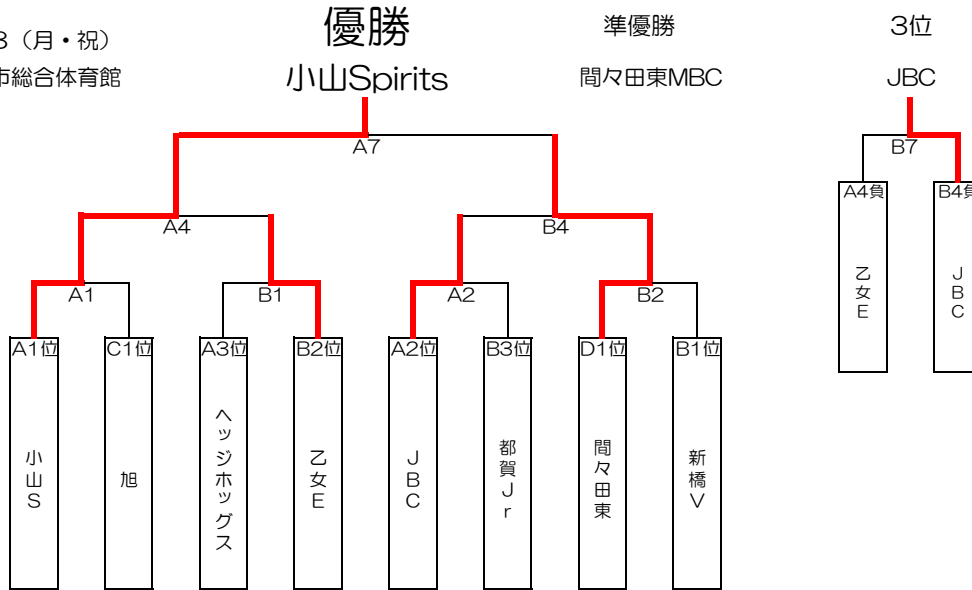 優勝
準優勝
3位
（月・祝）
市総合体育館
小山Spirits
間々田東MBC
JBC
A7
B7
A4
B4
A4負
B4負
A1
B1
A2
B2
A1位
C1位
A3位
B2位
A2位
B3位
D1位
B1位
小山S
旭
ヘッジホッグス
乙女E
JBC
都賀Jr
間々田東
新橋V
乙女E
JBC